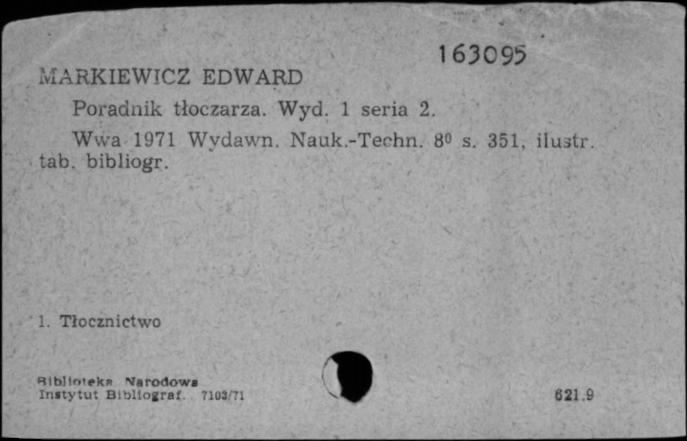 163095
MARKIEWICZ EDWARD
Poradnik tłoczarza. Wyd. 1 seria 2.
Wwa 1971 Wydawn. Nauk.-Techn. 8⁰ s. 351, ilustr.
tab. bibliogr.
1. Tłocznictwo
Biblioteka Narodowa
Instytut Bibliograf. 7103/71
621.9